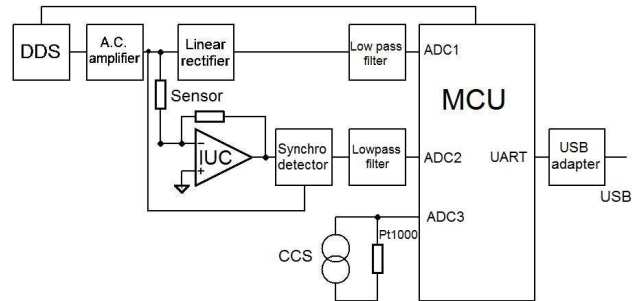 DDS
A.C.
amplifier
Linear
rectifier
Low pass
filter
ADC1
MCU
Sensor
IUC
Synchro
detector
Lowpass
filter
ADC2
UART
USB
adapter
USB
ADC3
CCS
Pt1000